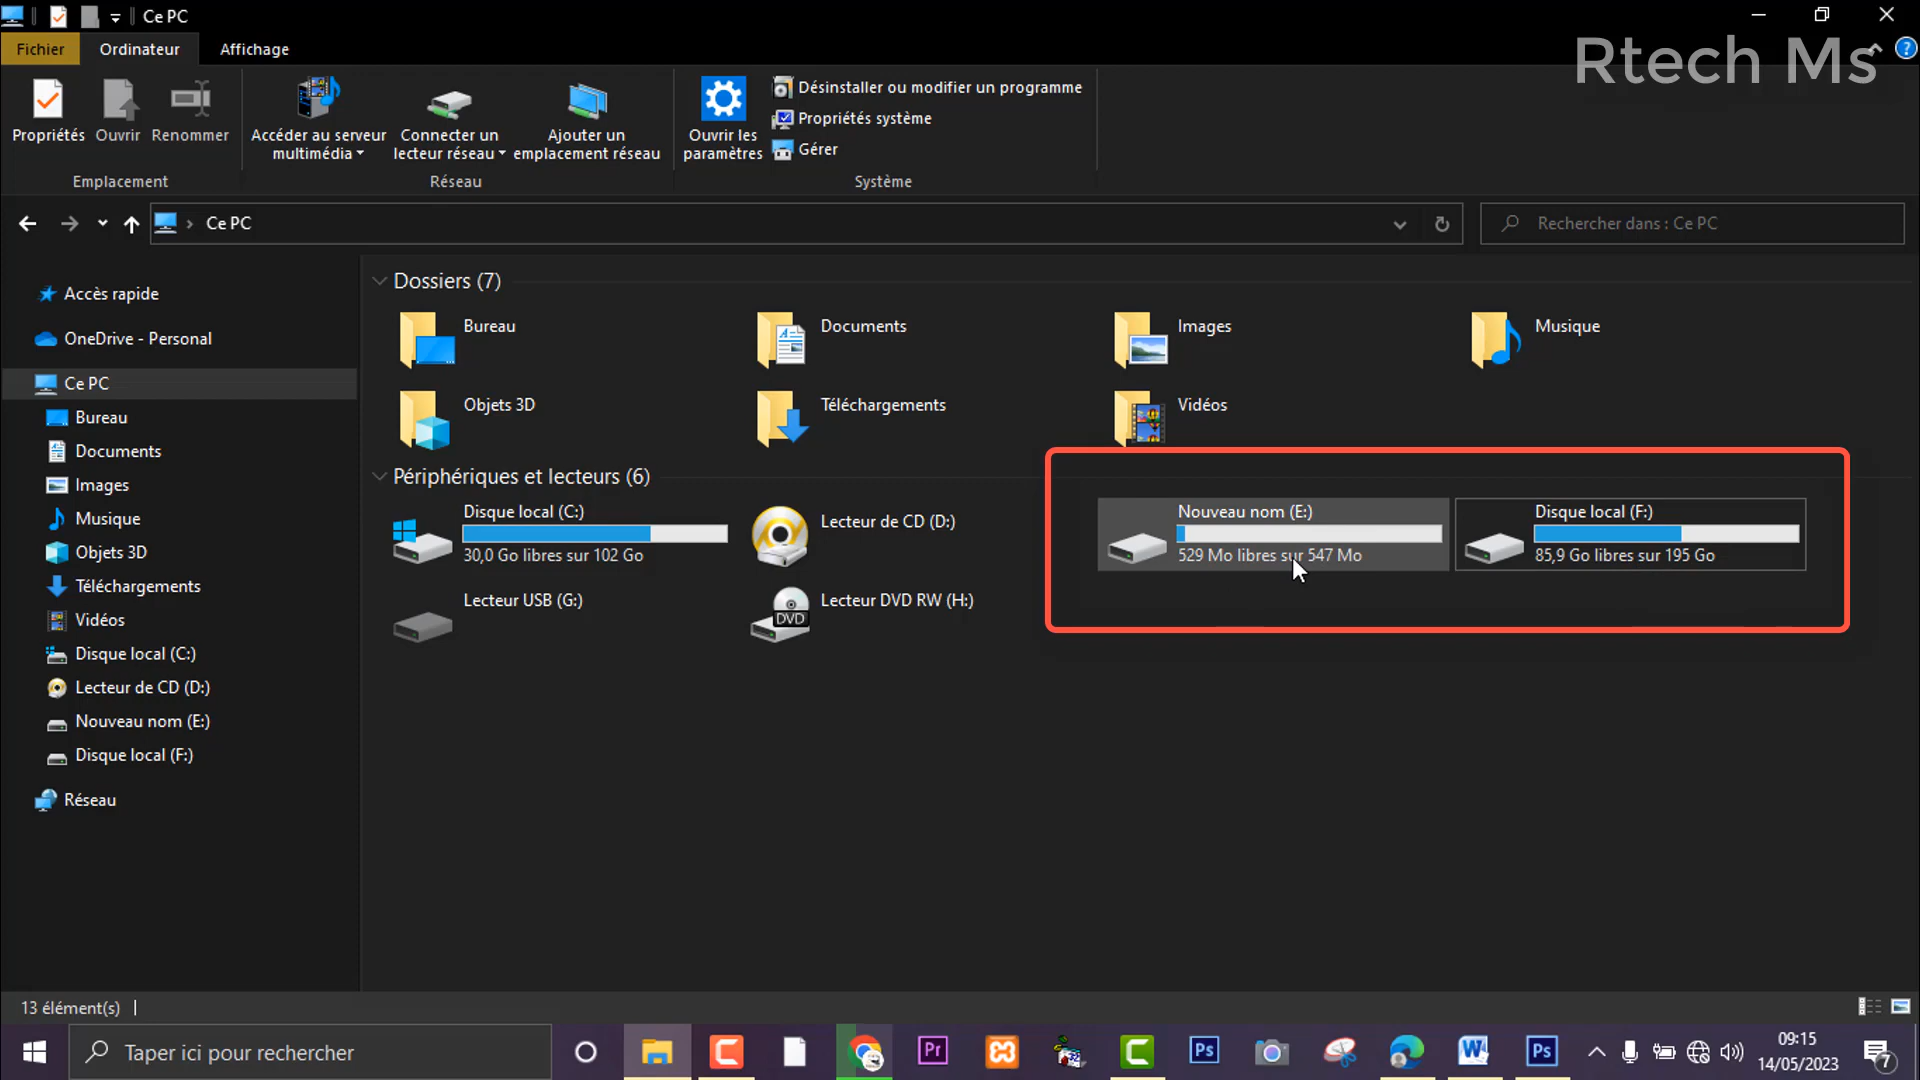 Ce PC
Fichier
Ordinateur
Affichage
Rtech Ms
Propriétés
Ouvrir
Renommer
Accéder au serveur
multimédia
Connecter un
lecteur réseau
Ajouter un
emplacement réseau
Ouvrir les
paramètres
Désinstaller ou modifier un programme
Propriétés système
Gérer
Emplacement
Réseau
Système
Ce PC
Rechercher dans : Ce PC
Accès rapide
OneDrive - Personal
Ce PC
Bureau
Documents
Images
Musique
Objets 3D
Téléchargements
Vidéos
Disque local (C:)
Lecteur de CD (D:)
Nouveau nom (E:)
Disque local (F:)
Réseau
Dossiers (7)
Bureau
Documents
Images
Musique
Objets 3D
Téléchargements
Vidéos
Périphériques et lecteurs (6)
Disque local (C:)
30,0 Go libres sur 102 Go
Lecteur de CD (D:)
Nouveau nom (E:)
529 Mo libres sur 547 Mo
Disque local (F:)
85,9 Go libres sur 195 Go
Lecteur USB (G:)
DVD
Lecteur DVD RW (H:)
13 élément(s)
Taper ici pour rechercher
Pr
Ps
W
Ps
09:15
14/05/2023
7